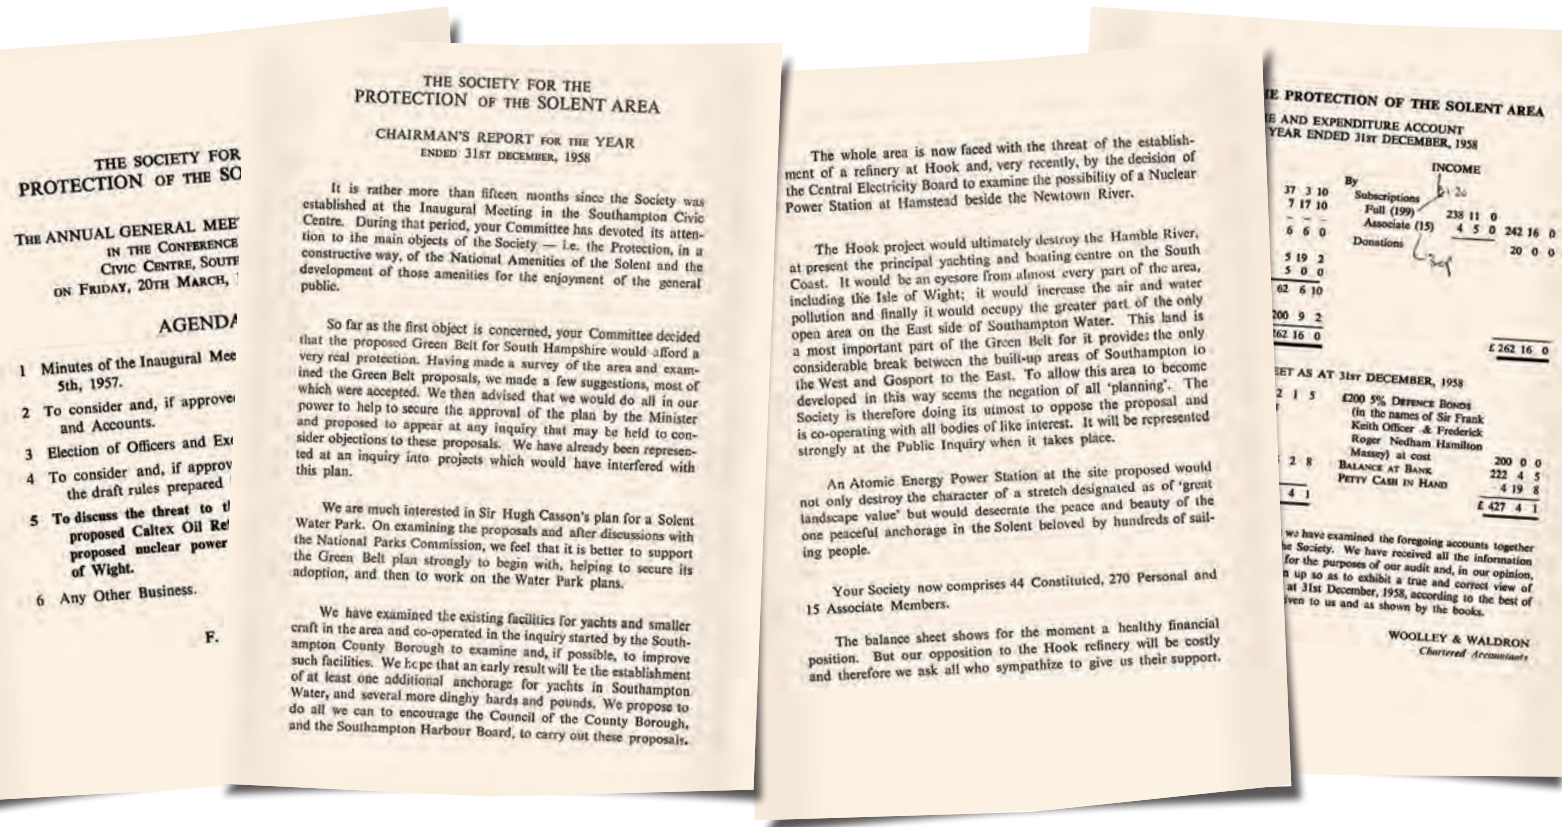 THE SOCIETY FOR
PROTECTION OF THE SO
THE ANNUAL GENERAL MEE
IN THE CONFERENCE
CIVIC CENTRE, SOUTH
ON FRIDAY, 20TH MARCH,
AGENDA
1 Minutes of the Inaugural Mee
5th, 1957.
2 To consider and, if approve
and Accounts.
3 Election of Officers and Ex
4 To consider and, if approv
the draft rules prepared
5 To discuss the threat to t
proposed Caltex Oil Re
proposed nuclear power
of Wight.
6 Any Other Business.
F.
THE SOCIETY FOR THE
PROTECTION OF THE SOLENT AREA
CHAIRMAN'S REPORT FOR THE YEAR
ENDED 31ST DECEMBER, 1958
It is rather more than fifteen months since the Society was
established at the Inaugural Meeting in the Southampton Civic
Centre. During that period, your Committee has devoted its atten-
tion to the main objects of the Society — i.e. the Protection, in a
constructive way, of the National Amenities of the Solent and the
development of those amenities for the enjoyment of the general
public.
So far as the first object is concerned, your Committee decided
that the proposed Green Belt for South Hampshire would afford a
very real protection. Having made a survey of the area and exam-
ined the Green Belt proposals, we made a few suggestions, most of
which were accepted. We then advised that we would do all in our
power to help to secure the approval of the plan by the Minister
and proposed to appear at any inquiry that may be held to con-
sider objections to these proposals. We have already been represen-
ted at an inquiry into projects which would have interfered with
this plan.
We are much interested in Sir Hugh Casson's plan for a Solent
Water Park. On examining the proposals and after discussions with
the National Parks Commission, we feel that it is better to support
the Green Belt plan strongly to begin with, helping to secure its
adoption, and then to work on the Water Park plans.
We have examined the existing facilities for yachts and smaller
craft in the area and co-operated in the inquiry started by the South-
ampton County Borough to examine and, if possible, to improve
such facilities. We hope that an early result will be the establishment
of at least one additional anchorage for yachts in Southampton
Water, and several more dinghy hards and pounds. We propose to
do all we can to encourage the Council of the County Borough,
and the Southampton Harbour Board, to carry out these proposals.
The whole area is now faced with the threat of the establish-
ment of a refinery at Hook and, very recently, by the decision of
the Central Electricity Board to examine the possibility of a Nuclear
Power Station at Hamstead beside the Newtown River.
The Hook project would ultimately destroy the Hamble River,
at present the principal yachting and boating centre on the South
Coast. It would be an eyesore from almost every part of the area,
including the Isle of Wight; it would increase the air and water
pollution and finally it would occupy the greater part of the only
open area on the East side of Southampton Water. This land is
a most important part of the Green Belt for it provides the only
considerable break between the built-up areas of Southampton to
the West and Gosport to the East. To allow this area to become
developed in this way seems the negation of all 'planning'. The
Society is therefore doing its utmost to oppose the proposal and
is co-operating with all bodies of like interest. It will be represented
strongly at the Public Inquiry when it takes place.
An Atomic Energy Power Station at the site proposed would
not only destroy the character of a stretch designated as of 'great
landscape value' but would desecrate the peace and beauty of the
one peaceful anchorage in the Solent beloved by hundreds of sail-
ing people.
Your Society now comprises 44 Constituted, 270 Personal and
15 Associate Members.
The balance sheet shows for the moment a healthy financial
position. But our opposition to the Hook refinery will be costly
and therefore we ask all who sympathize to give us their support.
E PROTECTION OF THE SOLENT AREA
E AND EXPENDITURE ACCOUNT
YEAR ENDED 31ST DECEMBER, 1958
INCOME
37 3 10
7 17 10
– – –
6 6 0
5 19 2
5 0 0
62 6 10
200 9 2
262 16 0
By
Subscriptions
Full (199) 238 11 0
Associate (15) 4 5 0 242 16 0
Donations 20 0 0
£ 262 16 0
EET AS AT 31ST DECEMBER, 1958
2 1 5
2 8
4 1
£200 5% DEFENCE BONDS
(in the names of Sir Frank
Keith Officer & Frederick
Roger Nedham Hamilton
Massey) at cost 200 0 0
BALANCE AT BANK 222 4 5
PETTY CASH IN HAND 4 19 8
£ 427 4 1
we have examined the foregoing accounts together
he Society. We have received all the information
for the purposes of our audit and, in our opinion,
n up so as to exhibit a true and correct view of
at 31st December, 1958, according to the best of
iven to us and as shown by the books.
WOOLLEY & WALDRON
Chartered Accountants